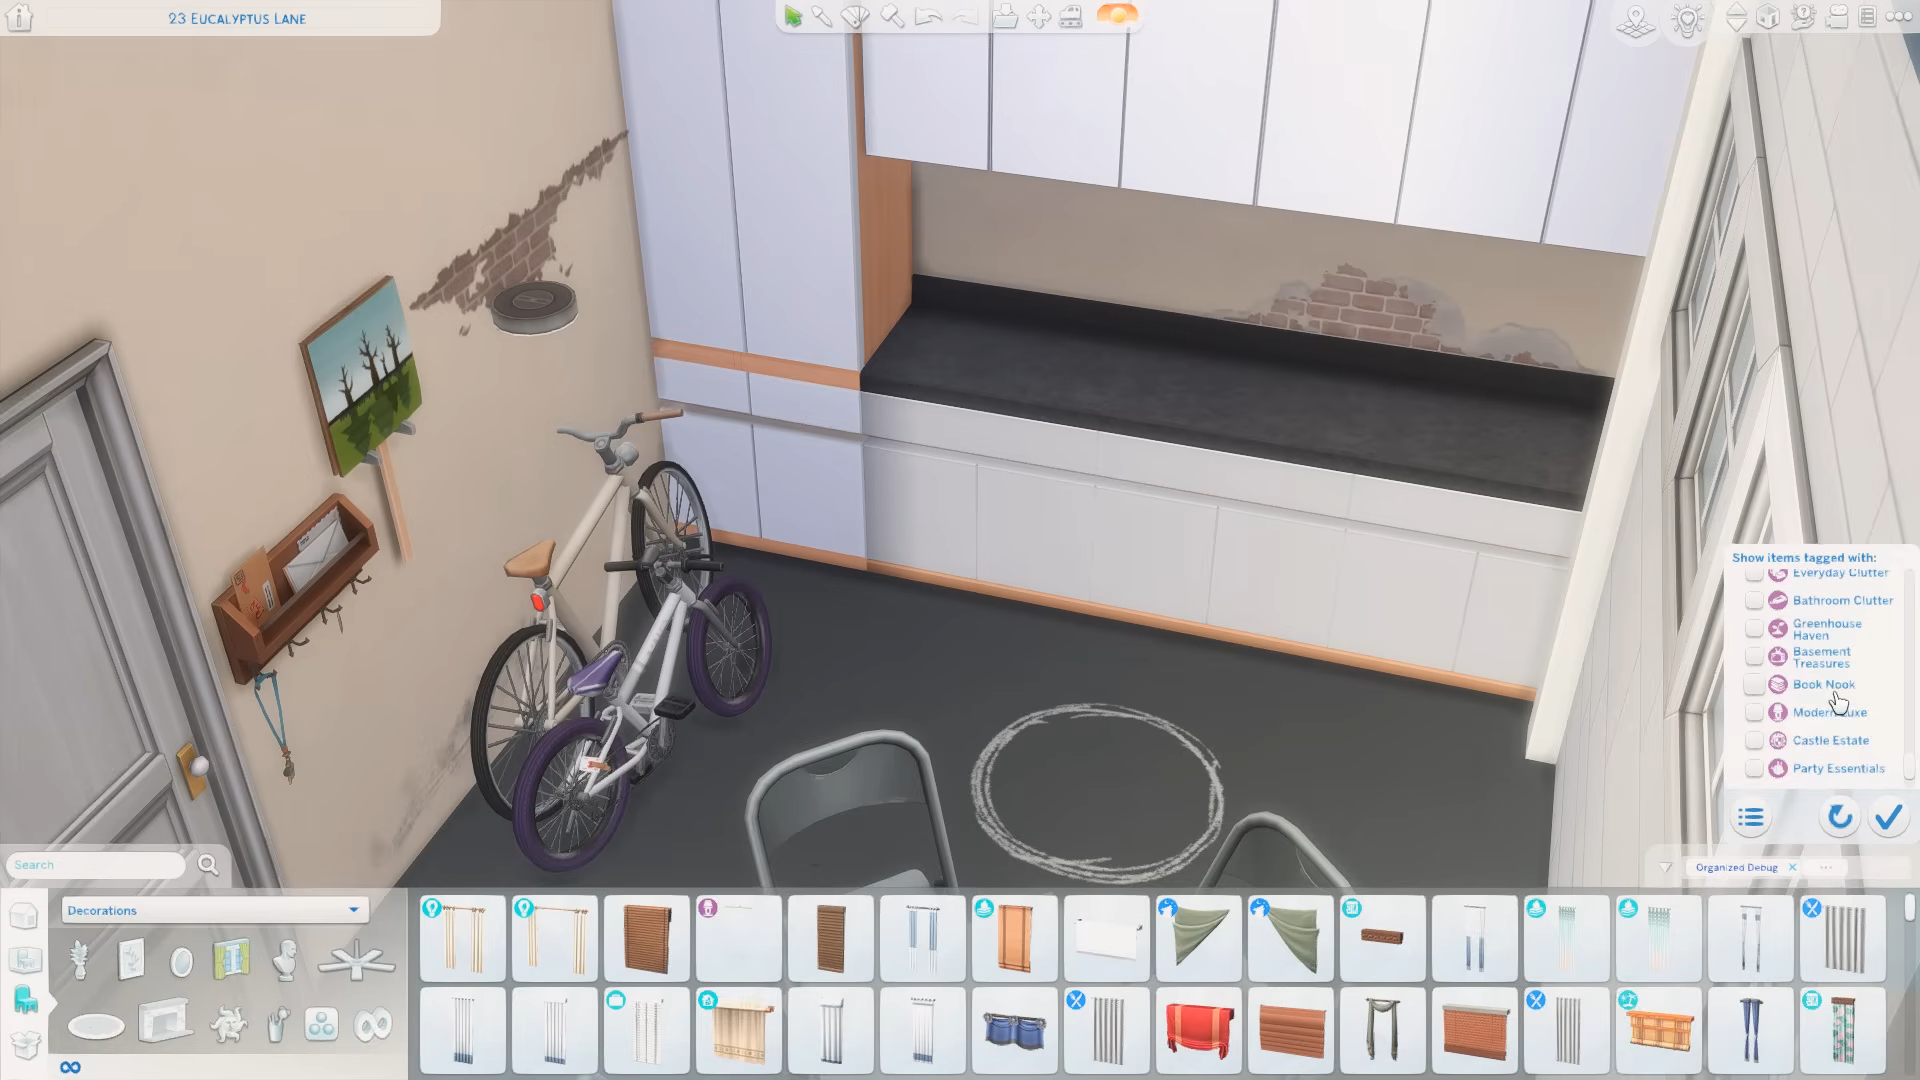 23 EUCALYPTUS LANE
Show items tagged with:
Everyday Clutter
Bathroom Clutter
Greenhouse
Haven
Basement
Treasures
Book Nook
Castle Estate
Party Essentials
Search
Organized Debug
Decorations